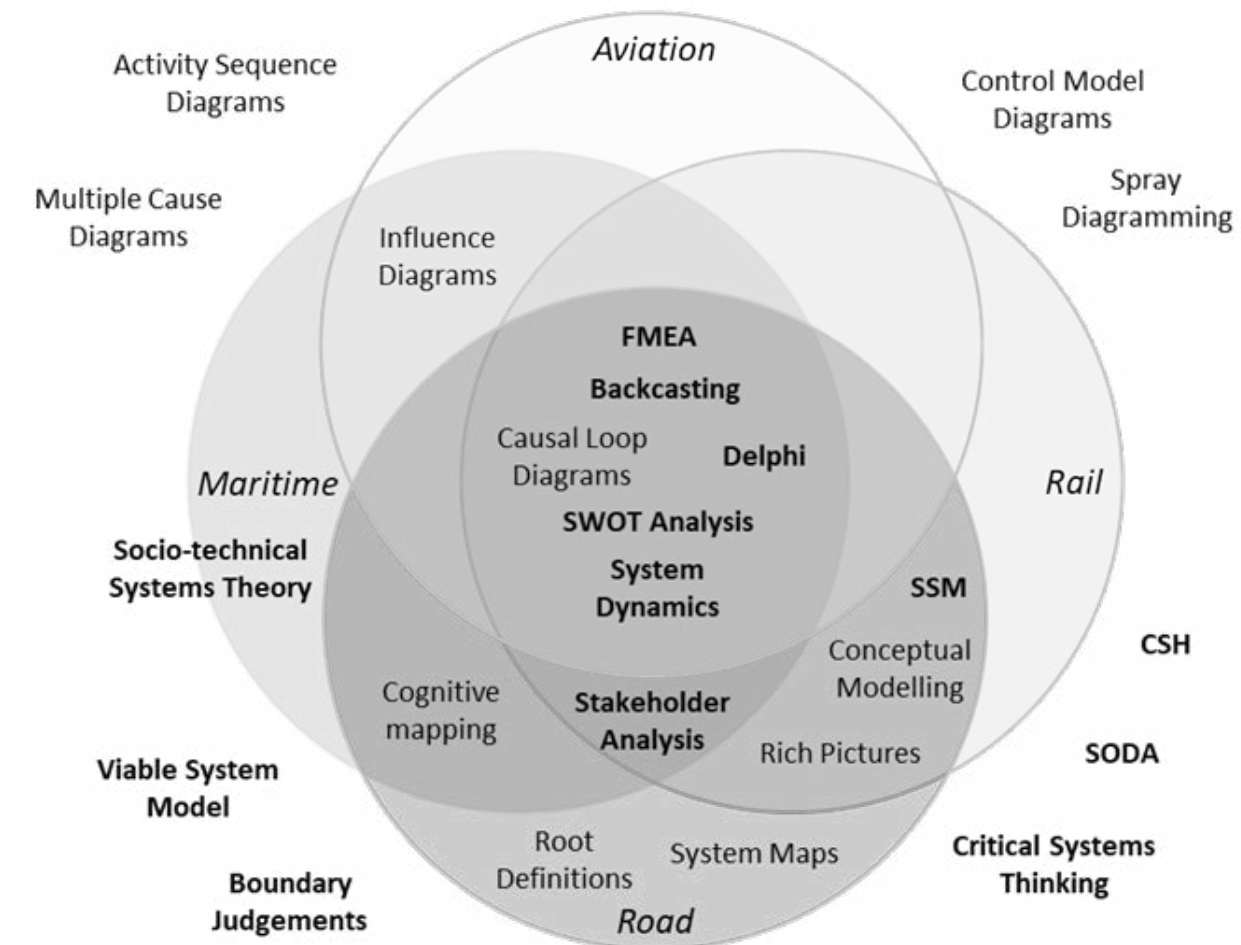 Aviation
Activity Sequence
Diagrams
Control Model
Diagrams
Multiple Cause
Diagrams
Spray
Diagramming
Influence
Diagrams
FMEA
Backcasting
Causal Loop
Diagrams
Delphi
Maritime
Rail
SWOT Analysis
Socio-technical
Systems Theory
System
Dynamics
SSM
CSH
Conceptual
Modelling
Cognitive
mapping
Stakeholder
Analysis
Rich Pictures
SODA
Viable System
Model
Root
Definitions
System Maps
Critical Systems
Thinking
Boundary
Judgements
Road